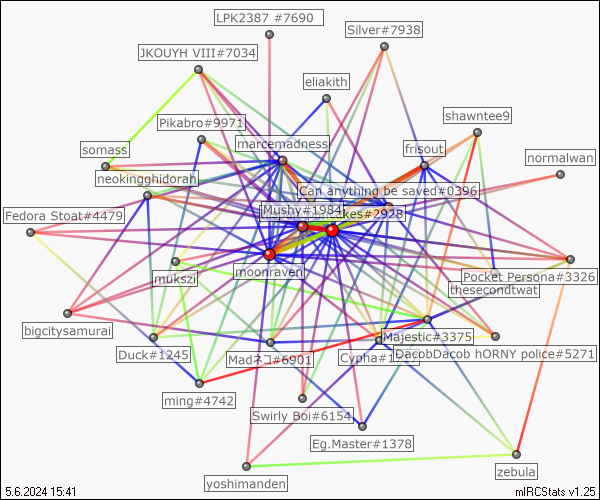 LPK2387 #7690
Silver#7938
JKOUYH VIII#7034
eliakith
shawntee9
Pikabro#9971
marcemadness
frisout
somass
normalwan
neokingghidorah
Can anything be saved#0396
Fedora Stoat#4479
Mushy#1984
kes#2928
moonraven
mukszi
Pocket Persona#3326
thesecondtwat
bigcitysamurai
Majestic#3375
Duck#1245
Madネコ#6901
Cypha#1
DacobDacob hORNY police#5271
ming#4742
Swirly Boi#6154
Eg.Master#1378
yoshimanden
zebula
5.6.2024 15:41
mIRCStats v1.25